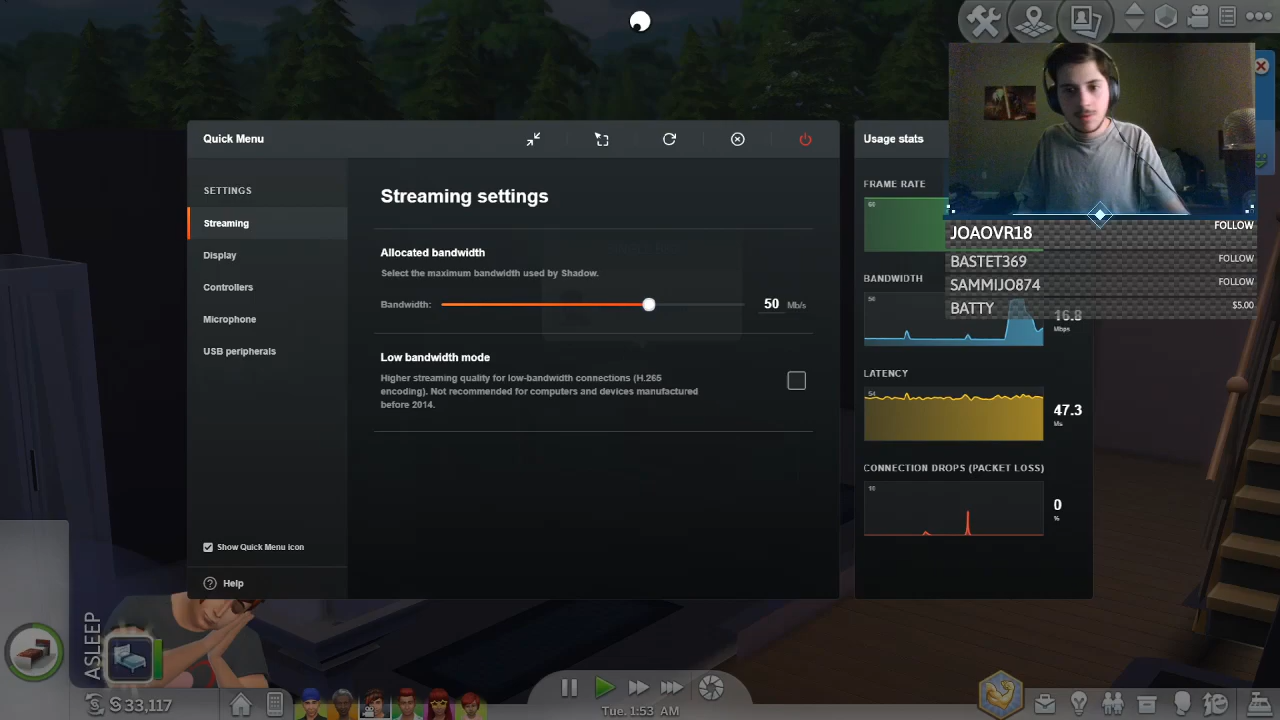 Quick Menu
SETTINGS
Streaming
Display
Controllers
Microphone
USB peripherals
Show Quick Menu icon
Help
Streaming settings
Allocated bandwidth
Select the maximum bandwidth used by Shadow.
Bandwidth:
50 Mb/s
Low bandwidth mode
Higher streaming quality for low-bandwidth connections (H.265
encoding). Not recommended for computers and devices manufactured
before 2014.
Usage stats
FRAME RATE
60
BANDWIDTH
50
16.8
Mbps
LATENCY
54
47.3
Ms
CONNECTION DROPS (PACKET LOSS)
10
0
%
JOAOVR18 FOLLOW
BASTET369 FOLLOW
SAMMIJO874 FOLLOW
BATTY $5.00
ASLEEP
§33,117
Tue. 1:53 AM